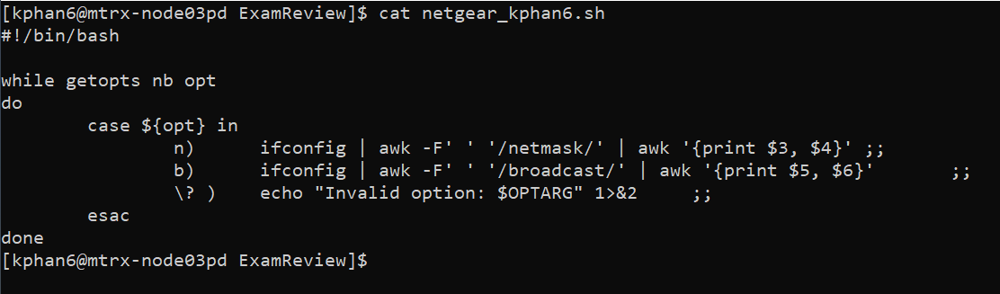 [kphan6@mtrx-node03pd ExamReview]$ cat netgear_kphan6.sh
#!/bin/bash

while getopts nb opt
do
        case ${opt} in
                n)      ifconfig | awk -F' ' '/netmask/' | awk '{print $3, $4}' ;;
                b)      ifconfig | awk -F' ' '/broadcast/' | awk '{print $5, $6}'       ;;
                \? )    echo "Invalid option: $OPTARG" 1>&2     ;;
        esac
done
[kphan6@mtrx-node03pd ExamReview]$